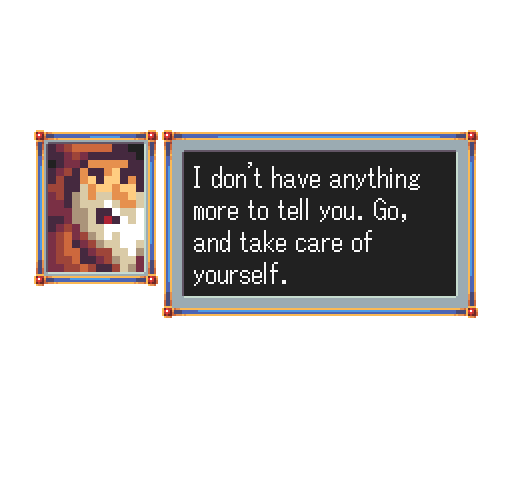 I don't have anything
more to tell you. Go,
and take care of
yourself.